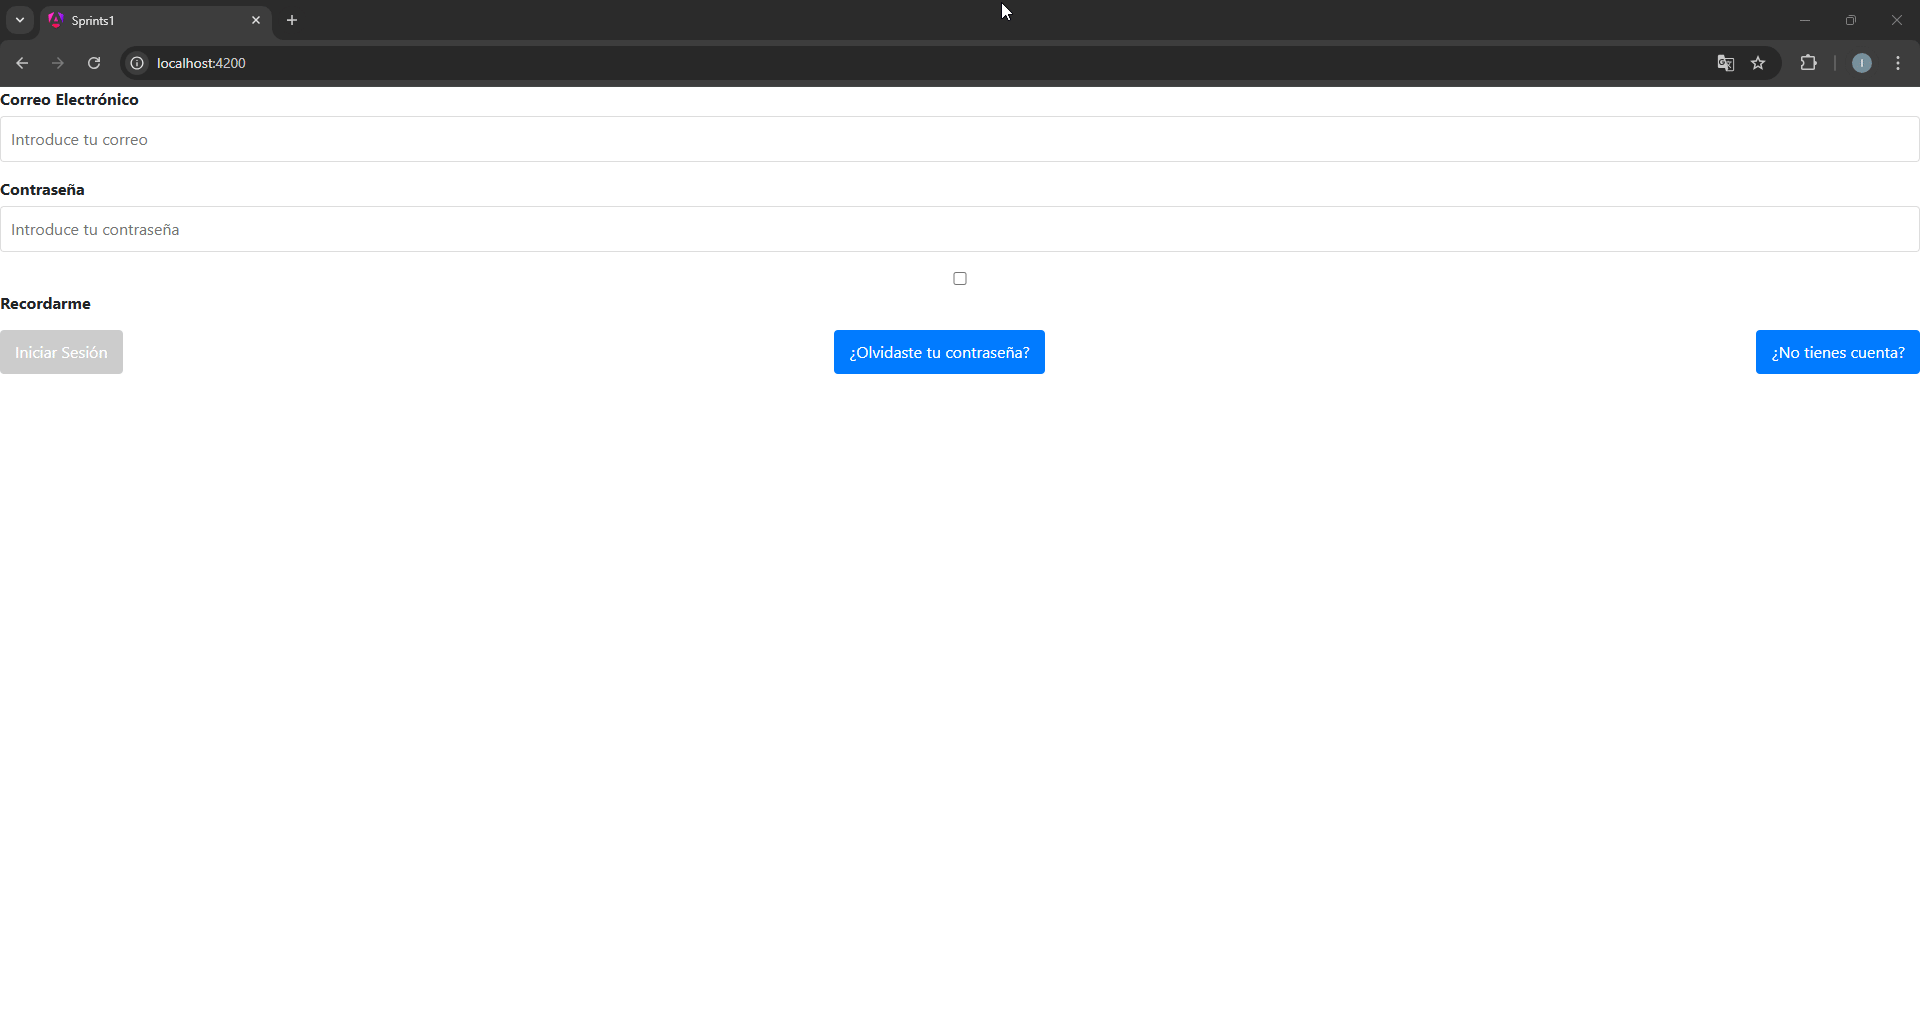 Sprints1
localhost:4200
I
Correo Electrónico
Introduce tu correo
Contraseña
Introduce tu contraseña
Recordarme
Iniciar Sesión
¿Olvidaste tu contraseña?
¿No tienes cuenta?